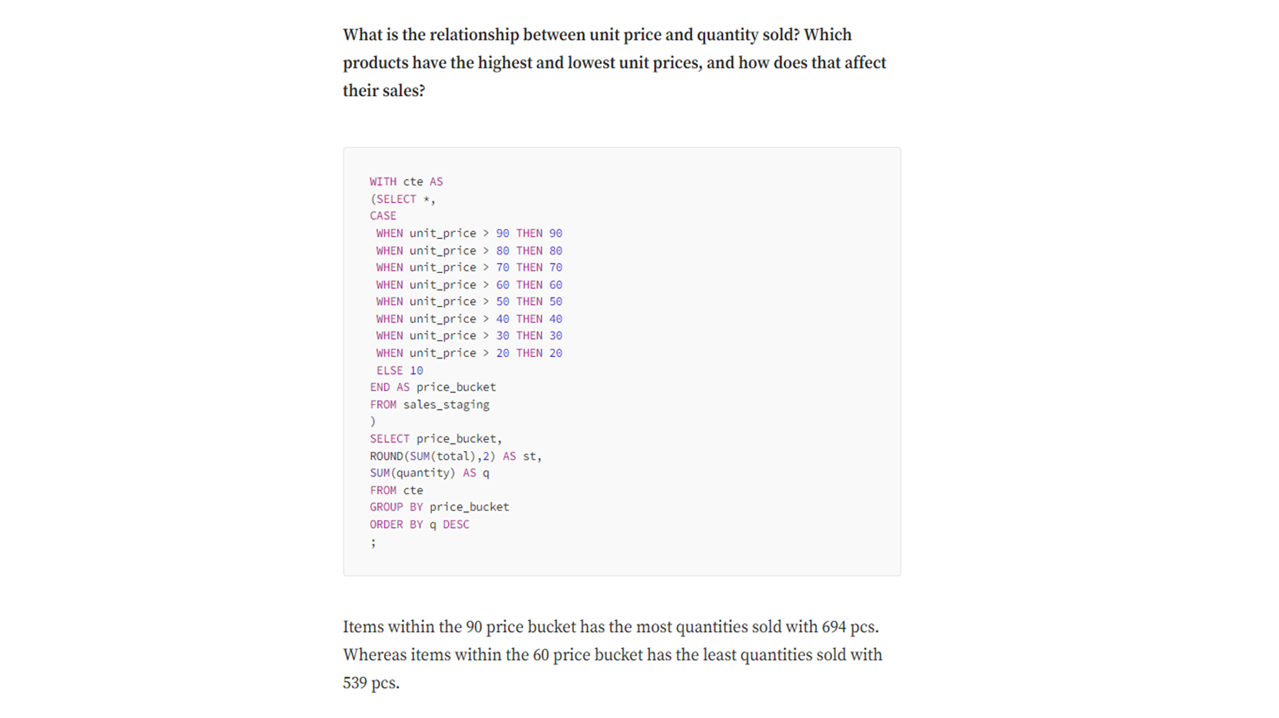 What is the relationship between unit price and quantity sold? Which
products have the highest and lowest unit prices, and how does that affect
their sales?
WITH cte AS
(SELECT *,
CASE
WHEN unit_price > 90 THEN 90
WHEN unit_price > 80 THEN 80
WHEN unit_price > 70 THEN 70
WHEN unit_price > 60 THEN 60
WHEN unit_price > 50 THEN 50
WHEN unit_price > 40 THEN 40
WHEN unit_price > 30 THEN 30
WHEN unit_price > 20 THEN 20
ELSE 10
END AS price_bucket
FROM sales_staging
)
SELECT price_bucket,
ROUND(SUM(total),2) AS st,
SUM(quantity) AS q
FROM cte
GROUP BY price_bucket
ORDER BY q DESC
;
Items within the 90 price bucket has the most quantities sold with 694 pcs.
Whereas items within the 60 price bucket has the least quantities sold with
539 pcs.